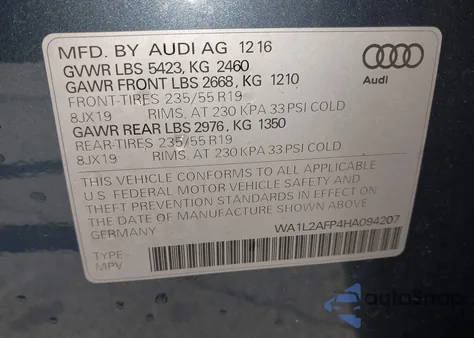 MFD. BY AUDI AG 12 16
GVWR LBS 5423, KG 2460
GAWR FRONT LBS 2668, KG 1210
FRONT-TIRES 235/55 R19
8JX19 RIMS, AT 230 KPA 33 PSI COLD
GAWR REAR LBS 2976, KG 1350
REAR-TIRES 235/55 R19
8JX19 RIMS, AT 230 KPA 33 PSI COLD
Audi
THIS VEHICLE CONFORMS TO ALL APPLICABLE
U.S. FEDERAL MOTOR VEHICLE SAFETY AND
THEFT PREVENTION STANDARDS IN EFFECT ON
THE DATE OF MANUFACTURE SHOWN ABOVE.
GERMANY
WA1L2AFP4HA094207
TYPE -
MPV
autoSnap